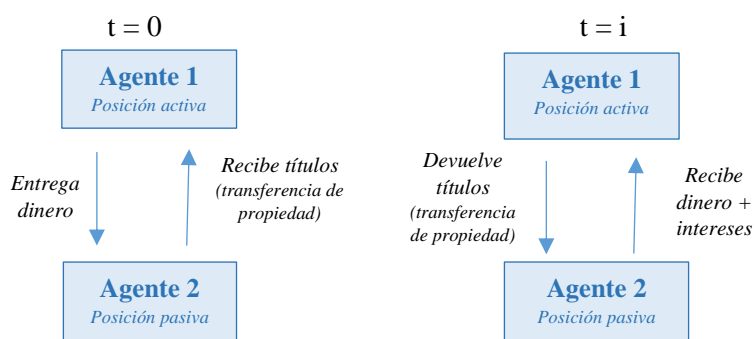 t = 0
Agente 1
Posición activa
Entrega
dinero
Recibe títulos
(transferencia de
propiedad)
Agente 2
Posición pasiva
t = i
Agente 1
Posición activa
Devuelve
títulos
(transferencia
de propiedad)
Recibe
dinero +
intereses
Agente 2
Posición pasiva